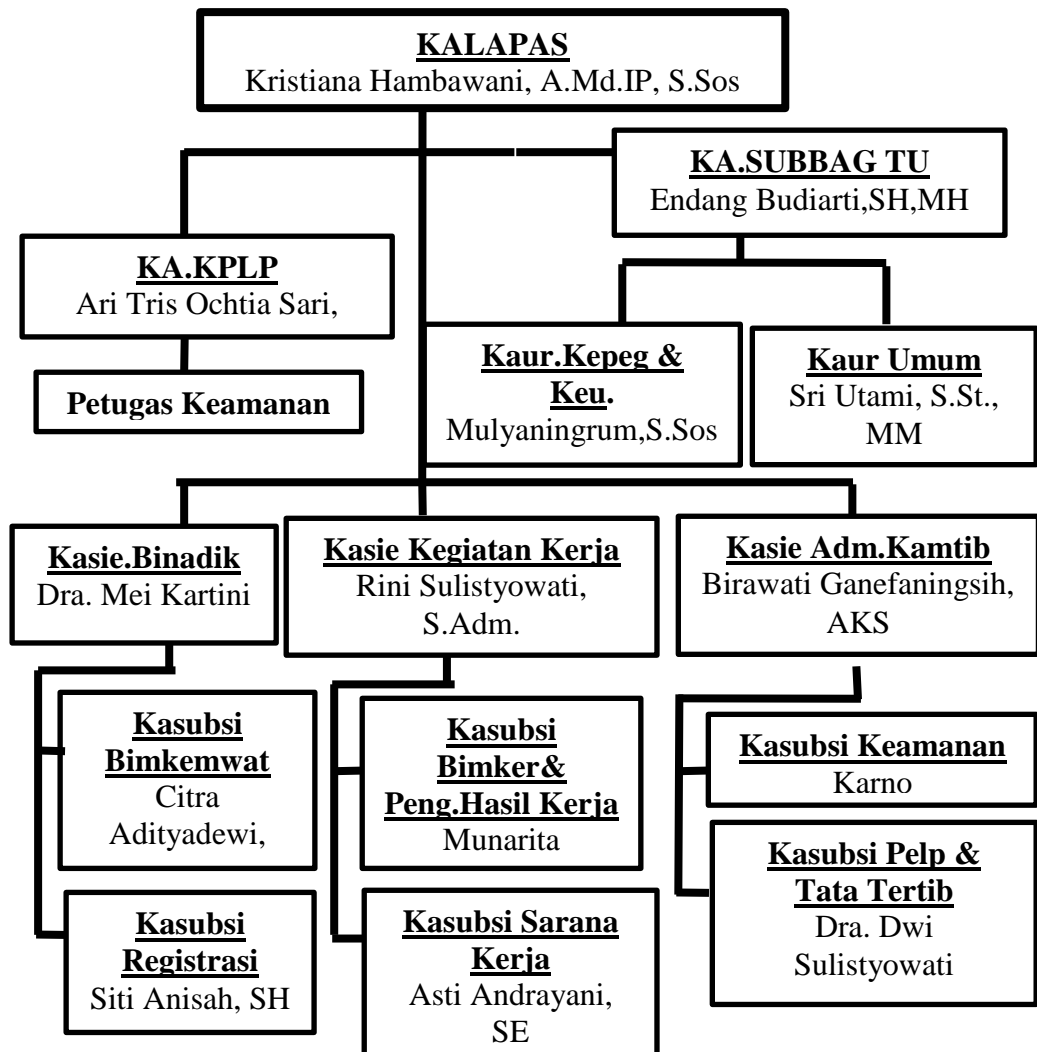 KALAPAS
Kristiana Hambawani, A.Md.IP, S.Sos
KA.SUBBAG TU
Endang Budiarti,SH,MH
KA.KPLP
Ari Tris Ochtia Sari,
Petugas Keamanan
Kaur.Kepeg &
Keu.
Mulyaningrum,S.Sos
Kaur Umum
Sri Utami, S.St.,
MM
Kasie.Binadik
Dra. Mei Kartini
Kasie Kegiatan Kerja
Rini Sulistyowati,
S.Adm.
Kasie Adm.Kamtib
Birawati Ganefaningsih,
AKS
Kasubsi
Bimkemwat
Citra
Adityadewi,
Kasubsi
Registrasi
Siti Anisah, SH
Kasubsi
Bimker&
Peng.Hasil Kerja
Munarita
Kasubsi Sarana
Kerja
Asti Andrayani,
SE
Kasubsi Keamanan
Karno
Kasubsi Pelp &
Tata Tertib
Dra. Dwi
Sulistyowati